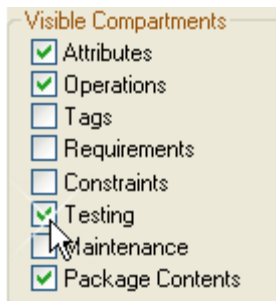 Visible Compartments
Attributes
Operations
Tags
Requirements
Constraints
Testing
Maintenance
Package Contents